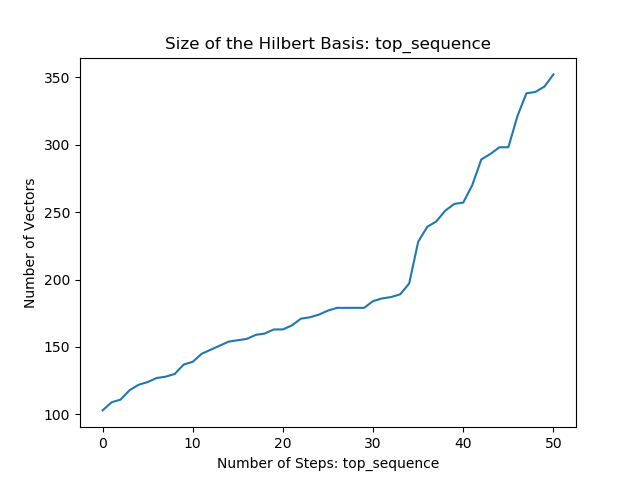 Size of the Hilbert Basis: top_sequence
350
300
250
200
150
100
Number of Vectors
0 10 20 30 40 50
Number of Steps: top_sequence